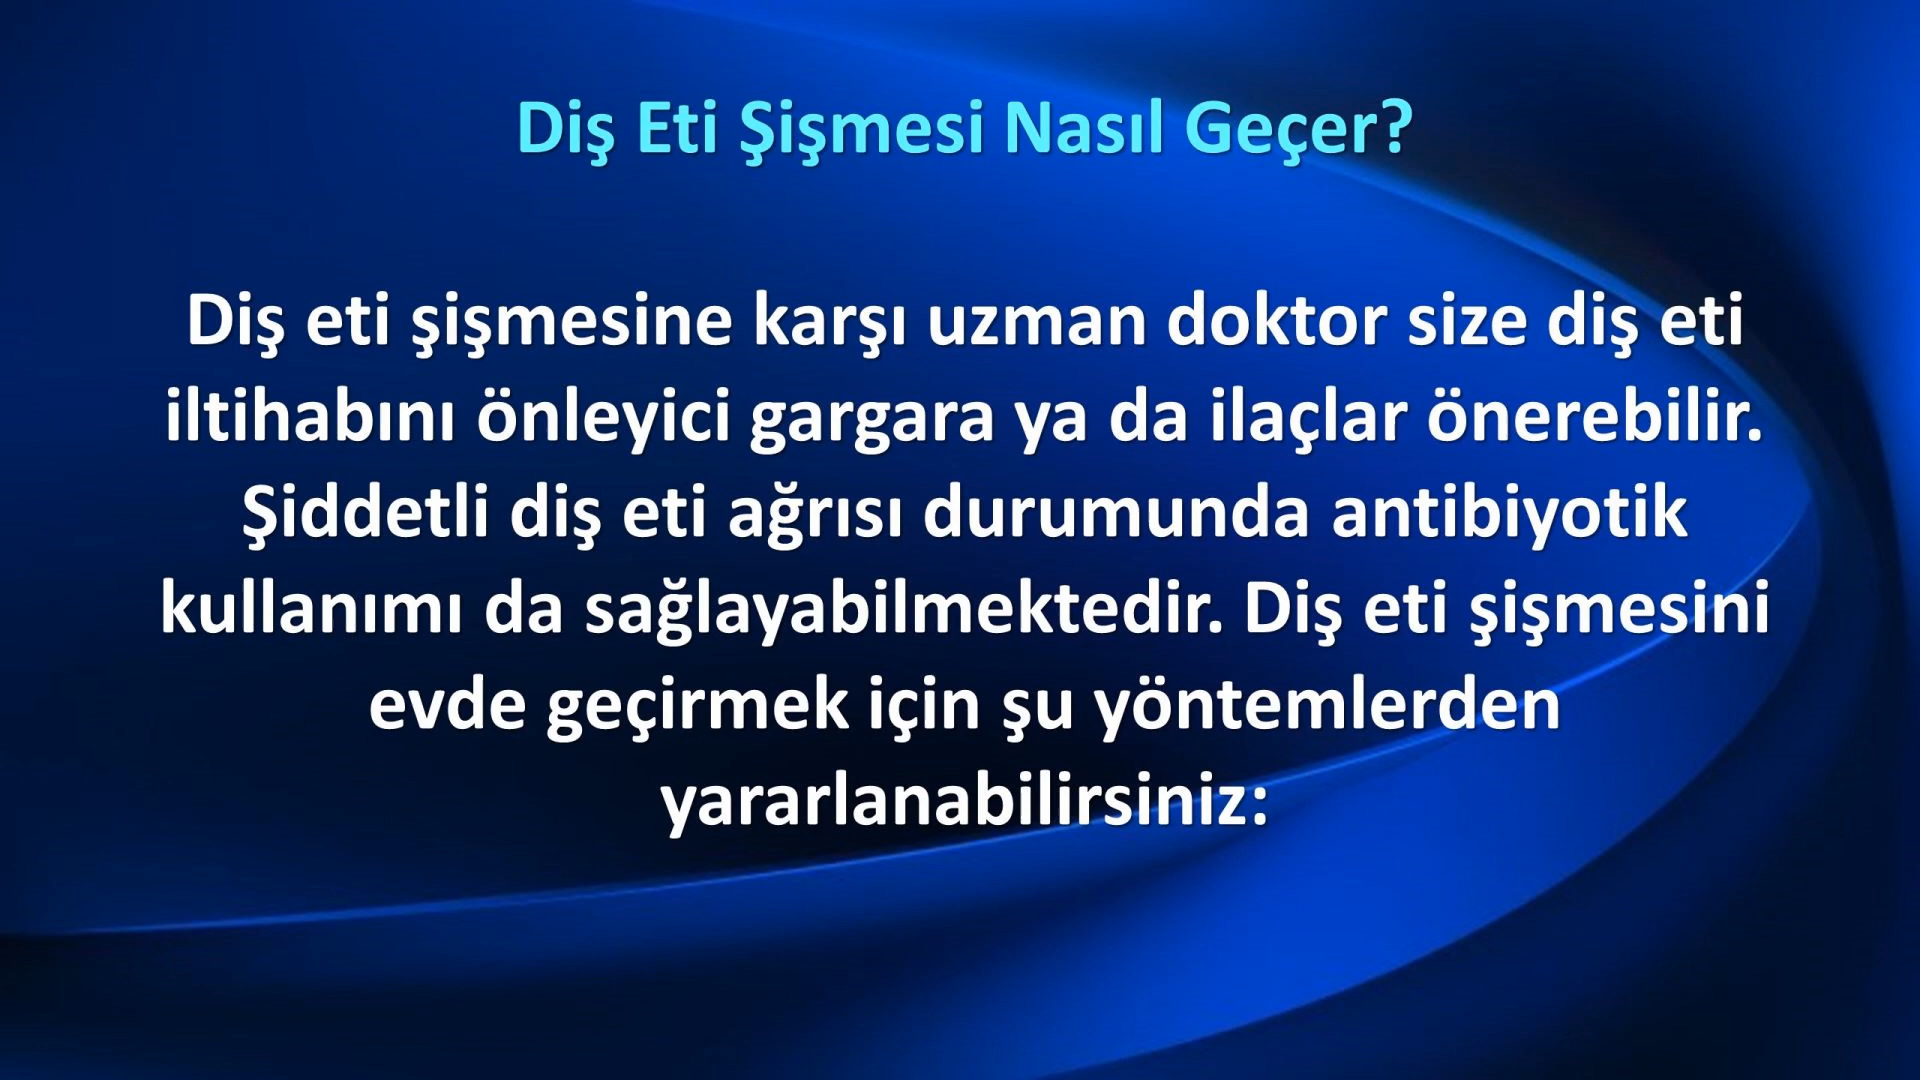 Diş Eti Şişmesi Nasıl Geçer?
Diş eti şişmesine karşı uzman doktor size diş eti
iltihabını önleyici gargara ya da ilaçlar önerebilir.
Şiddetli diş eti ağrısı durumunda antibiyotik
kullanımı da sağlayabilmektedir. Diş eti şişmesini
evde geçirmek için şu yöntemlerden
yararlanabilirsiniz: